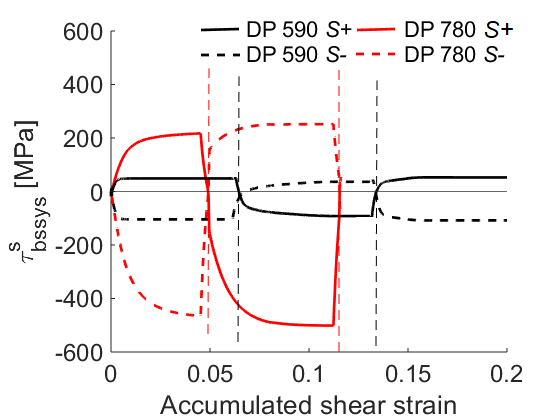 DP 590 S+ DP 780 S+
DP 590 S- DP 780 S-
600
400
200
0
-200
-400
-600
τ^s_bssys [MPa]
0 0.05 0.1 0.15 0.2
Accumulated shear strain